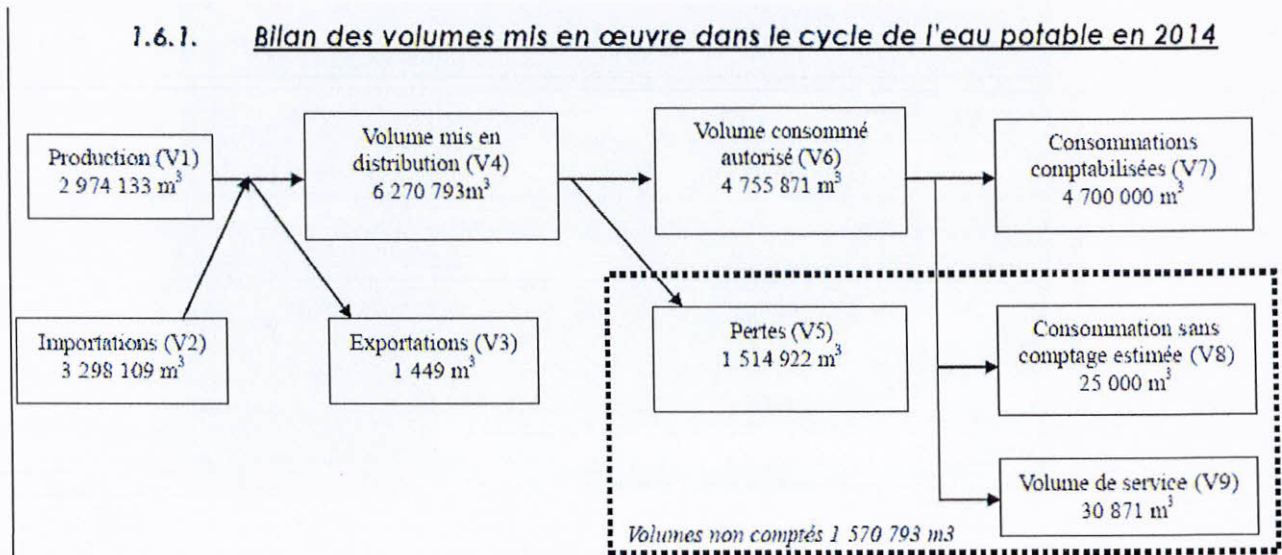 1.6.1. Bilan des volumes mis en œuvre dans le cycle de l'eau potable en 2014
Production (V1)
2 974 133 m³
Volume mis en
distribution (V4)
6 270 793m³
Volume consommé
autorisé (V6)
4 755 871 m³
Consommations
comptabilisées (V7)
4 700 000 m³
Importations (V2)
3 298 109 m³
Exportations (V3)
1 449 m³
Pertes (V5)
1 514 922 m³
Consommation sans
comptage estimée (V8)
25 000 m³
Volume de service (V9)
30 871 m³
Volumes non comptés 1 570 793 m3